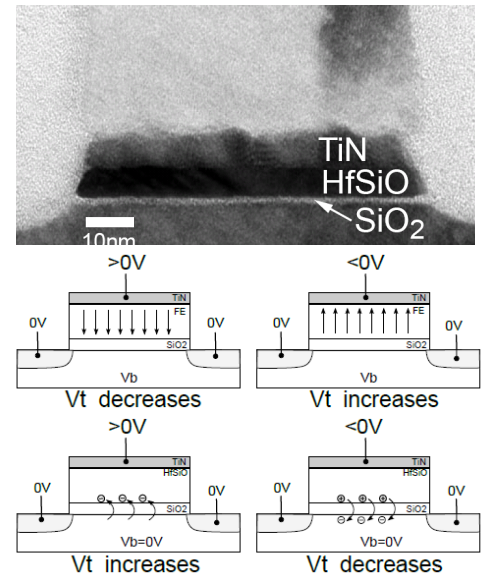 TiN
HfSiO
SiO2
10nm
>0V <0V
TiN TiN
0V FE 0V 0V FE 0V
SiO2 SiO2
Vb Vb
Vt decreases Vt increases
>0V <0V
TiN TiN
HfSiO HfSiO
0V 0V 0V 0V
SiO2 SiO2
Vb=0V Vb=0V
Vt increases Vt decreases